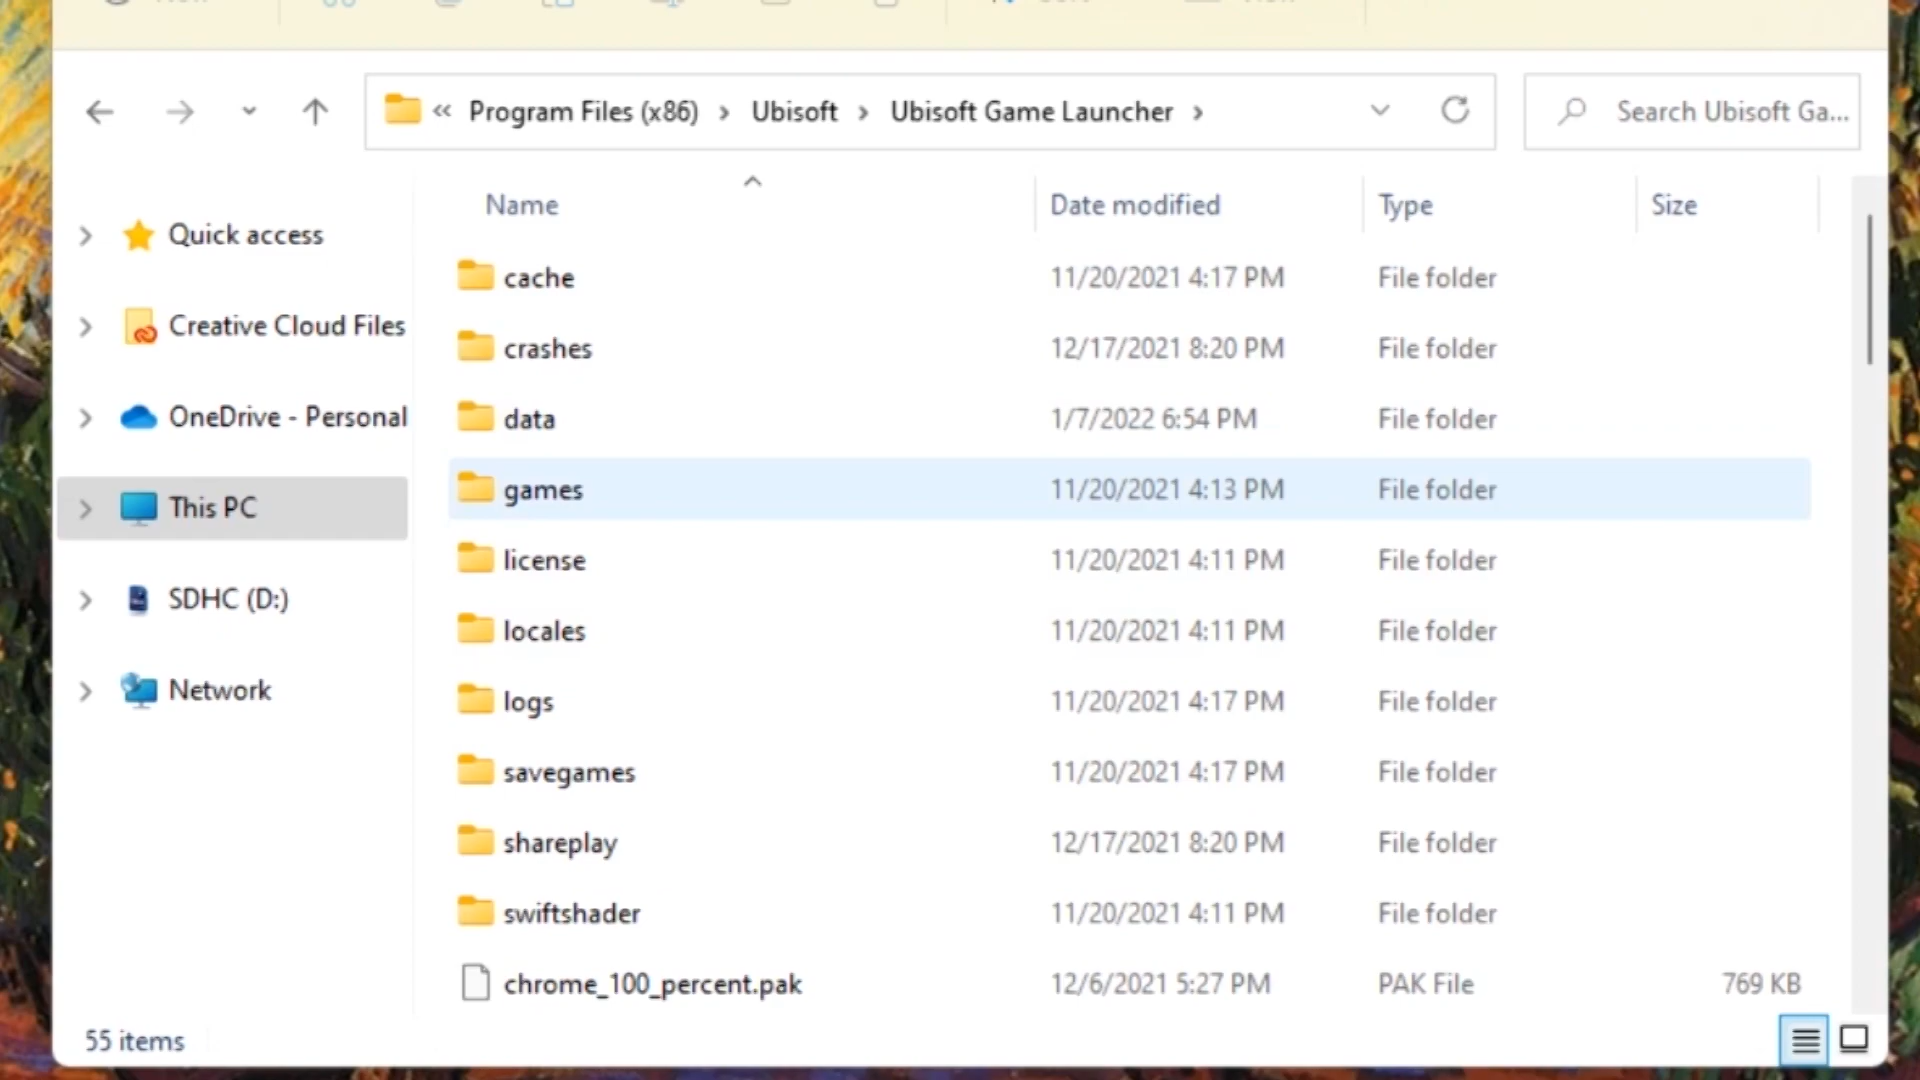 « Program Files (x86) › Ubisoft › Ubisoft Game Launcher ›
Search Ubisoft Ga...
Name Date modified Type Size
Quick access
Creative Cloud Files
OneDrive - Personal
This PC
SDHC (D:)
Network
cache 11/20/2021 4:17 PM File folder
crashes 12/17/2021 8:20 PM File folder
data 1/7/2022 6:54 PM File folder
games 11/20/2021 4:13 PM File folder
license 11/20/2021 4:11 PM File folder
locales 11/20/2021 4:11 PM File folder
logs 11/20/2021 4:17 PM File folder
savegames 11/20/2021 4:17 PM File folder
shareplay 12/17/2021 8:20 PM File folder
swiftshader 11/20/2021 4:11 PM File folder
chrome_100_percent.pak 12/6/2021 5:27 PM PAK File 769 KB
55 items